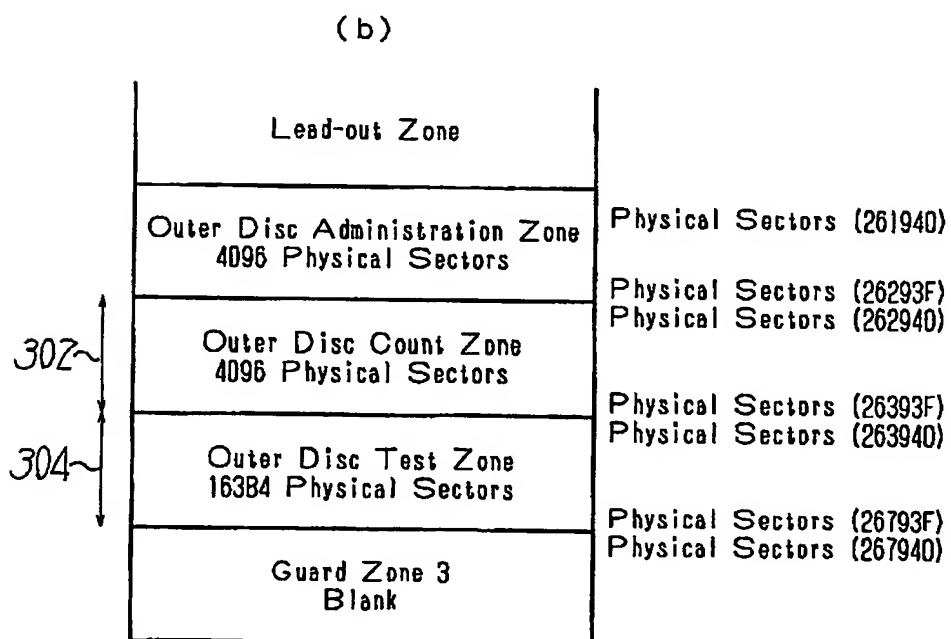 (b)
Lead-out Zone
Outer Disc Administration Zone
4096 Physical Sectors
Physical Sectors (261940)
Physical Sectors (26293F)
Physical Sectors (262940)
302
Outer Disc Count Zone
4096 Physical Sectors
Physical Sectors (26393F)
Physical Sectors (263940)
304
Outer Disc Test Zone
16384 Physical Sectors
Physical Sectors (26793F)
Physical Sectors (267940)
Guard Zone 3
Blank